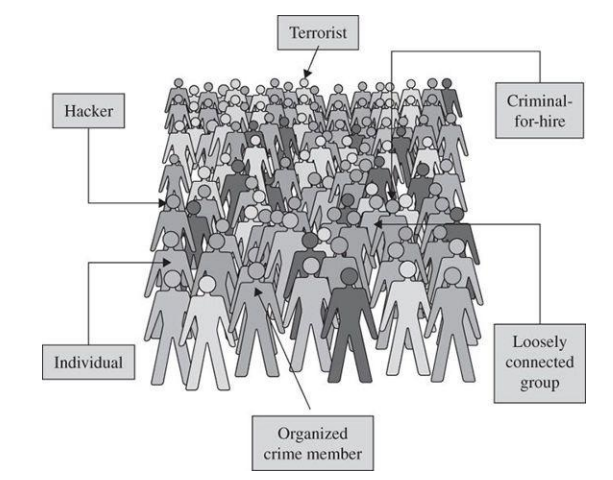 Terrorist
Hacker
Criminal-
for-hire
Individual
Loosely
connected
group
Organized
crime member